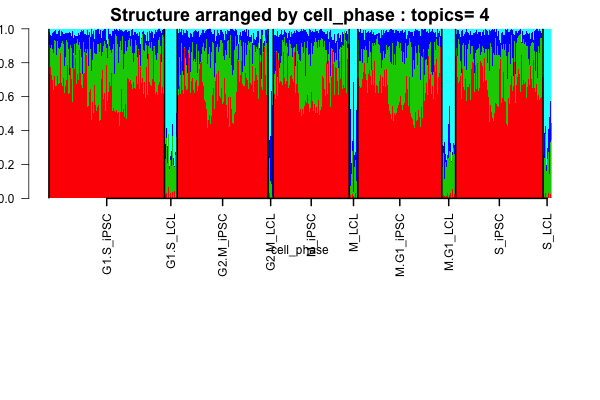 Structure arranged by cell_phase : topics= 4
1.0
0.8
0.6
0.4
0.2
0.0
G1.S_iPSC
G1.S_LCL
G2.M_iPSC
G2.M_LCL
M_iPSC
M_LCL
M.G1_iPSC
M.G1_LCL
S_iPSC
S_LCL
cell_phase